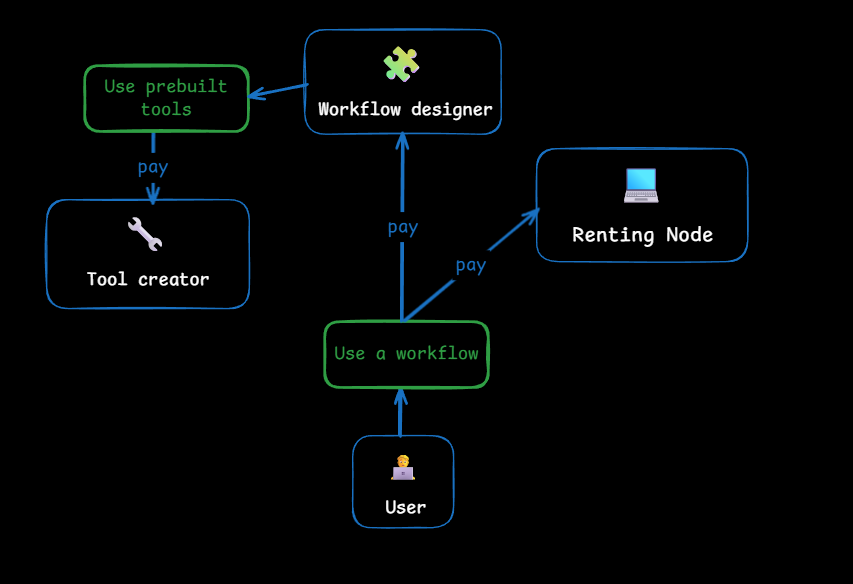 Use prebuilt
tools
Workflow designer
pay
Tool creator
Renting Node
pay
pay
Use a workflow
User